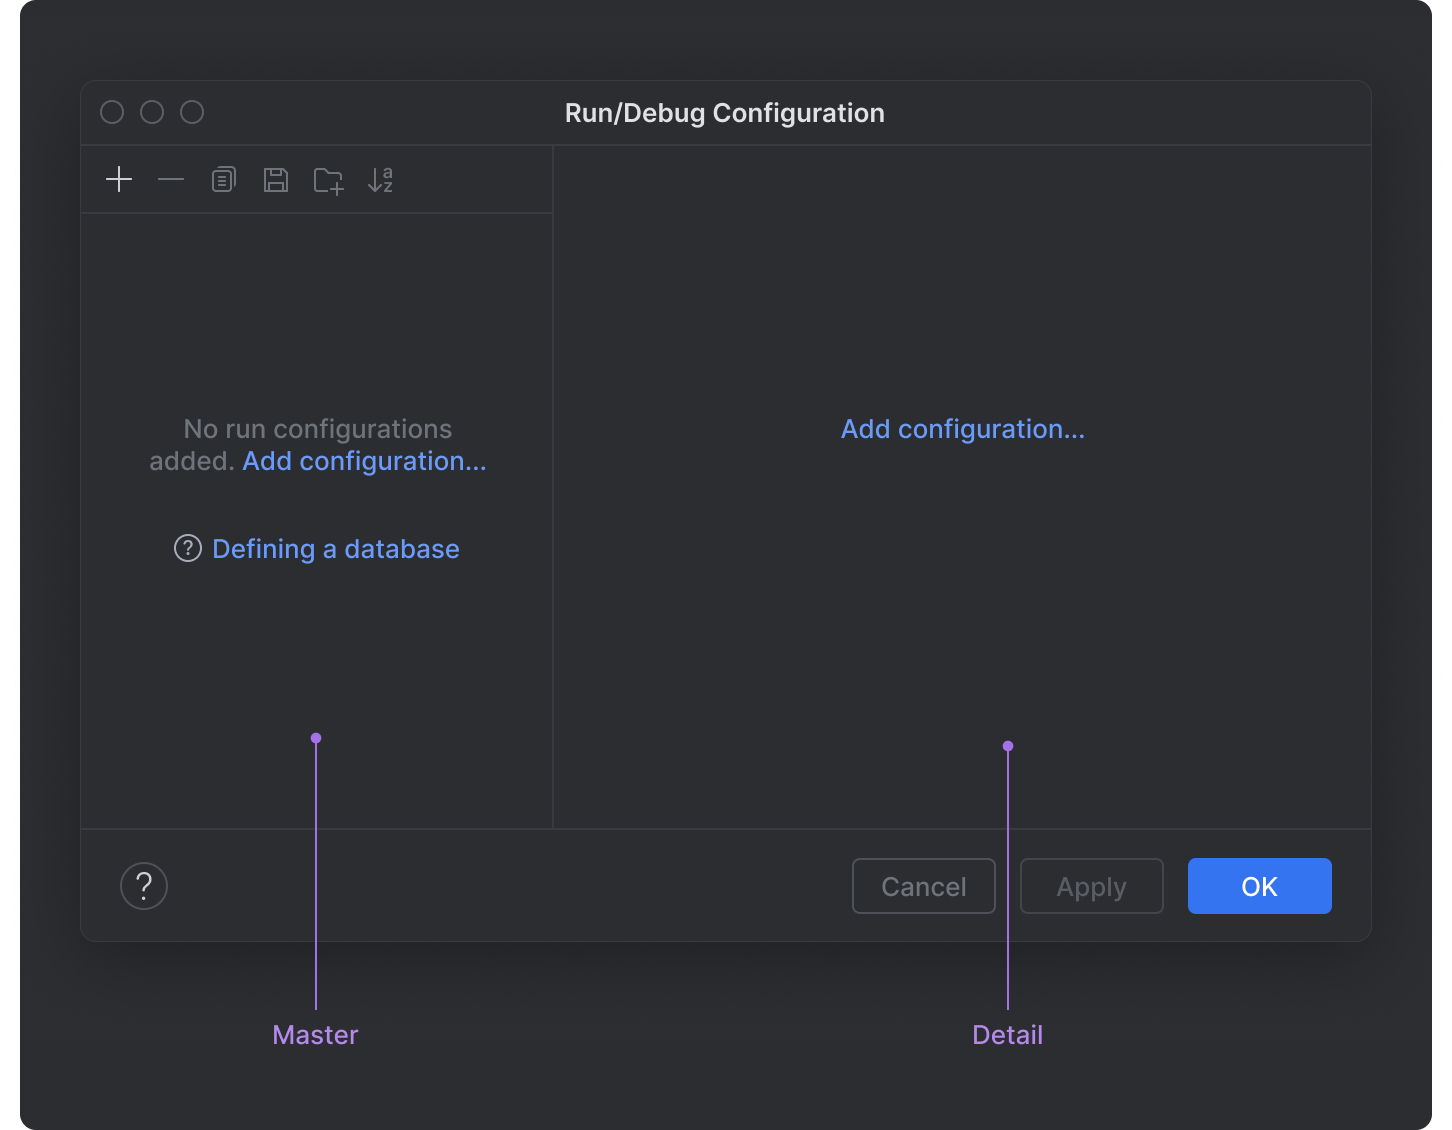 Run/Debug Configuration
a
z
No run configurations
added. Add configuration...
? Defining a database
Add configuration...
?
Cancel
Apply
OK
Master
Detail